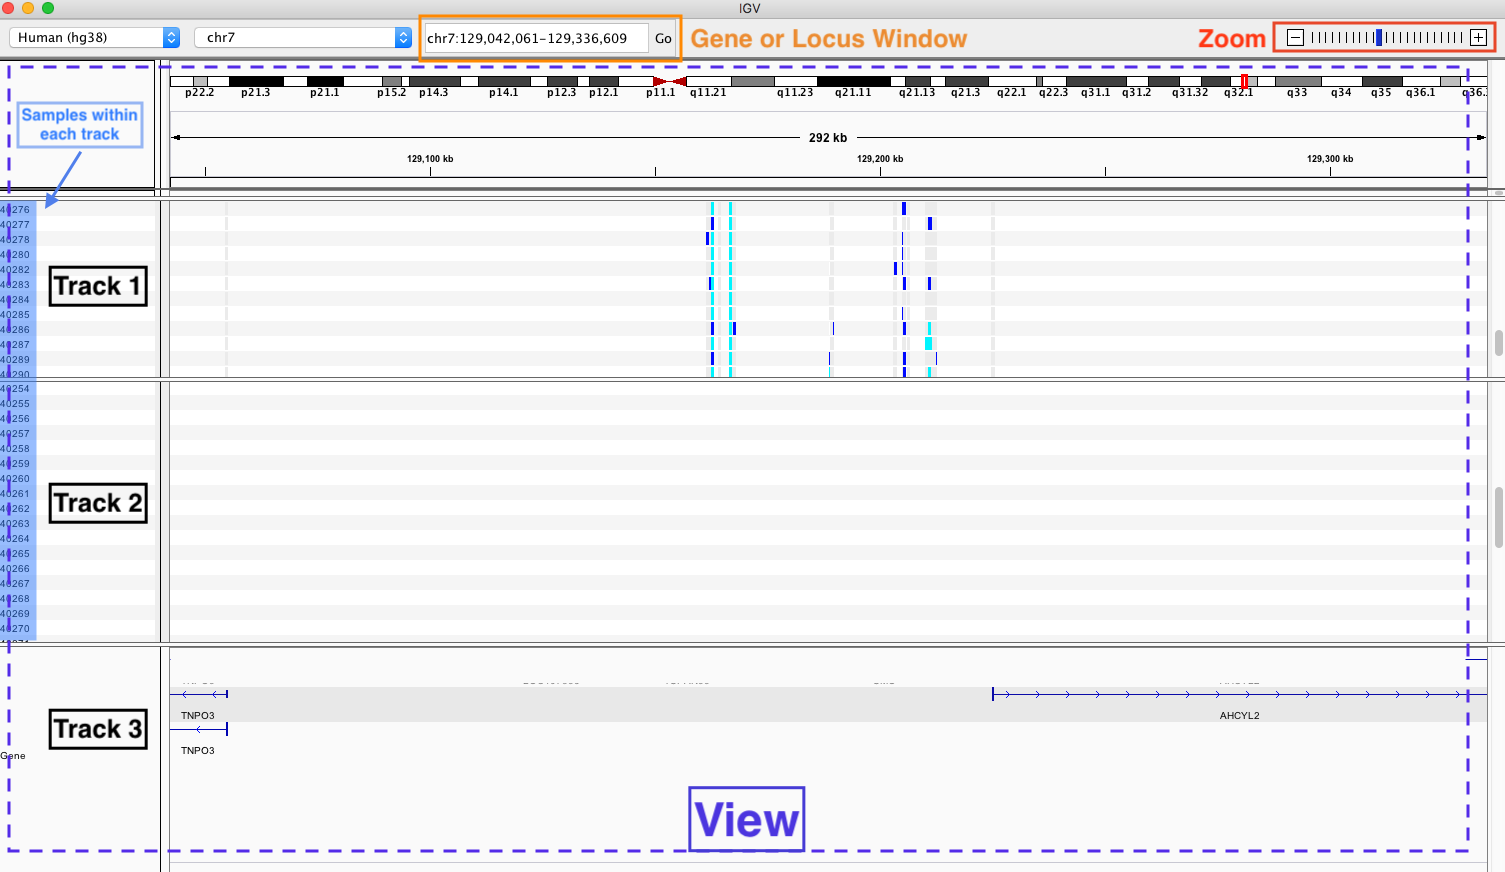 IGV
Human (hg38)
chr7
chr7:129,042,061-129,336,609
Go
Gene or Locus Window
Zoom
p22.2 p21.3 p21.1 p15.2 p14.3 p14.1 p12.3 p12.1 p11.1 q11.21 q11.23 q21.11 q21.13 q21.3 q22.1 q22.3 q31.1 q31.2 q31.32 q32.1 q33 q34 q35 q36.1
Samples within
each track
292 kb
129,100 kb 129,200 kb 129,300 kb
40276
40277
40278
40280
40282
Track 1
40283
40284
40285
40286
40287
40289
40290
40254
40255
40256
40257
40258
40259
40260
40261
Track 2
40262
40263
40264
40265
40266
40267
40268
40269
40270
TNPO3 AHCYL2
Track 3
TNPO3
Gene
View